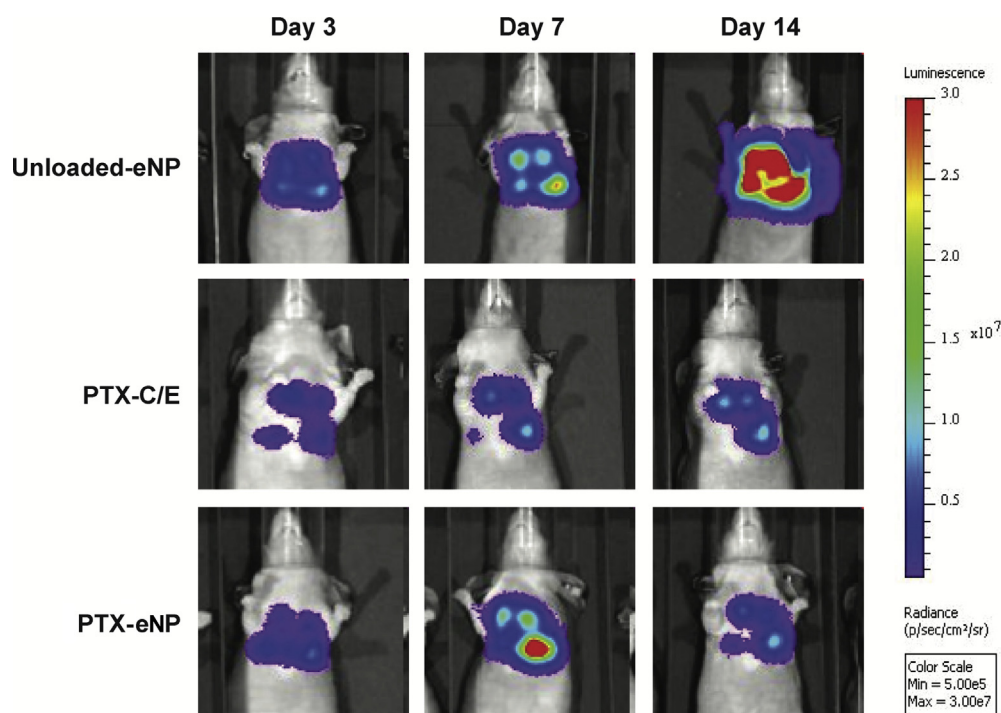 Day 3
Day 7
Day 14
Unloaded-eNP
PTX-C/E
PTX-eNP
Luminescence
3.0
2.5
2.0
1.5
x10⁷
1.0
0.5
Radiance
(p/sec/cm²/sr)
Color Scale
Min = 5.00e5
Max = 3.00e7